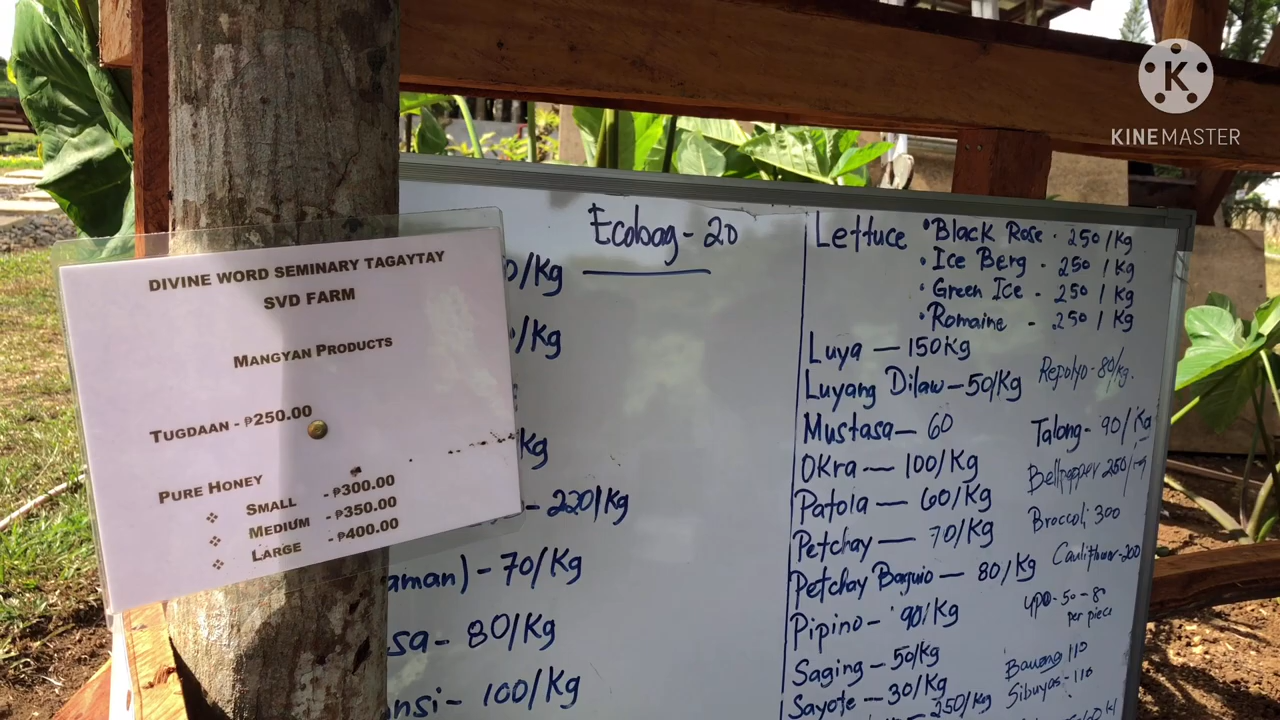 KINEMASTER
DIVINE WORD SEMINARY TAGAYTAY
SVD FARM
MANGYAN PRODUCTS
TUGDAAN - ₱250.00
PURE HONEY
❖ SMALL - ₱300.00
❖ MEDIUM - ₱350.00
❖ LARGE - ₱400.00
Ecobag - 20
0/Kg
/Kg
Kg
- 220/Kg
aman) - 70/Kg
sa - 80/Kg
nsi - 100/Kg
Lettuce • Black Rose - 250/Kg
• Ice Berg - 250/Kg
• Green Ice - 250/Kg
• Romaine - 250/Kg
Luya — 150kg
Luyang Dilaw — 50/Kg
Mustasa — 60
Okra — 100/Kg
Patola — 60/Kg
Petchay — 70/Kg
Petchay Baguio — 80/Kg
Pipino - 90/Kg
Saging - 50/Kg
Sayote - 30/Kg
250/Kg
Repolyo - 80/kg.
Talong - 90/Kg
Bellpepper 250/kg
Broccoli 300
Cauliflower - 200
UPO - 50 - 80
per piece
Bawang 110
Sibuyas - 110